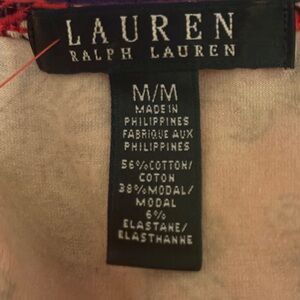 LAUREN
RALPH LAUREN
M/M
MADE IN
PHILIPPINES
FABRIQUE AUX
PHILIPPINES
56%COTTON/
COTON
38%MODAL/
MODAL
6%
ELASTANE/
ELASTHANNE